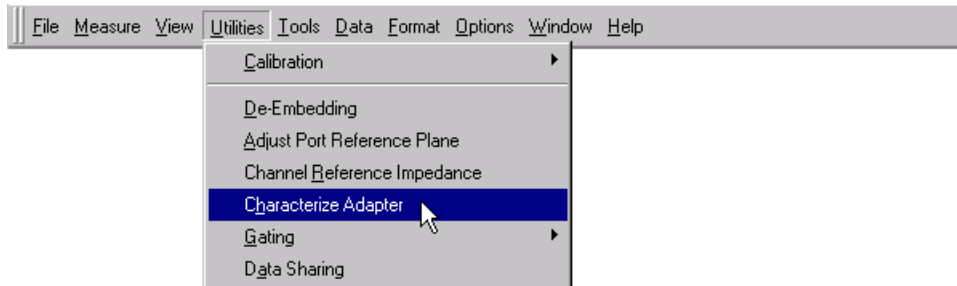 File Measure View Utilities Tools Data Format Options Window Help
Calibration
De-Embedding
Adjust Port Reference Plane
Channel Reference Impedance
Characterize Adapter
Gating
Data Sharing